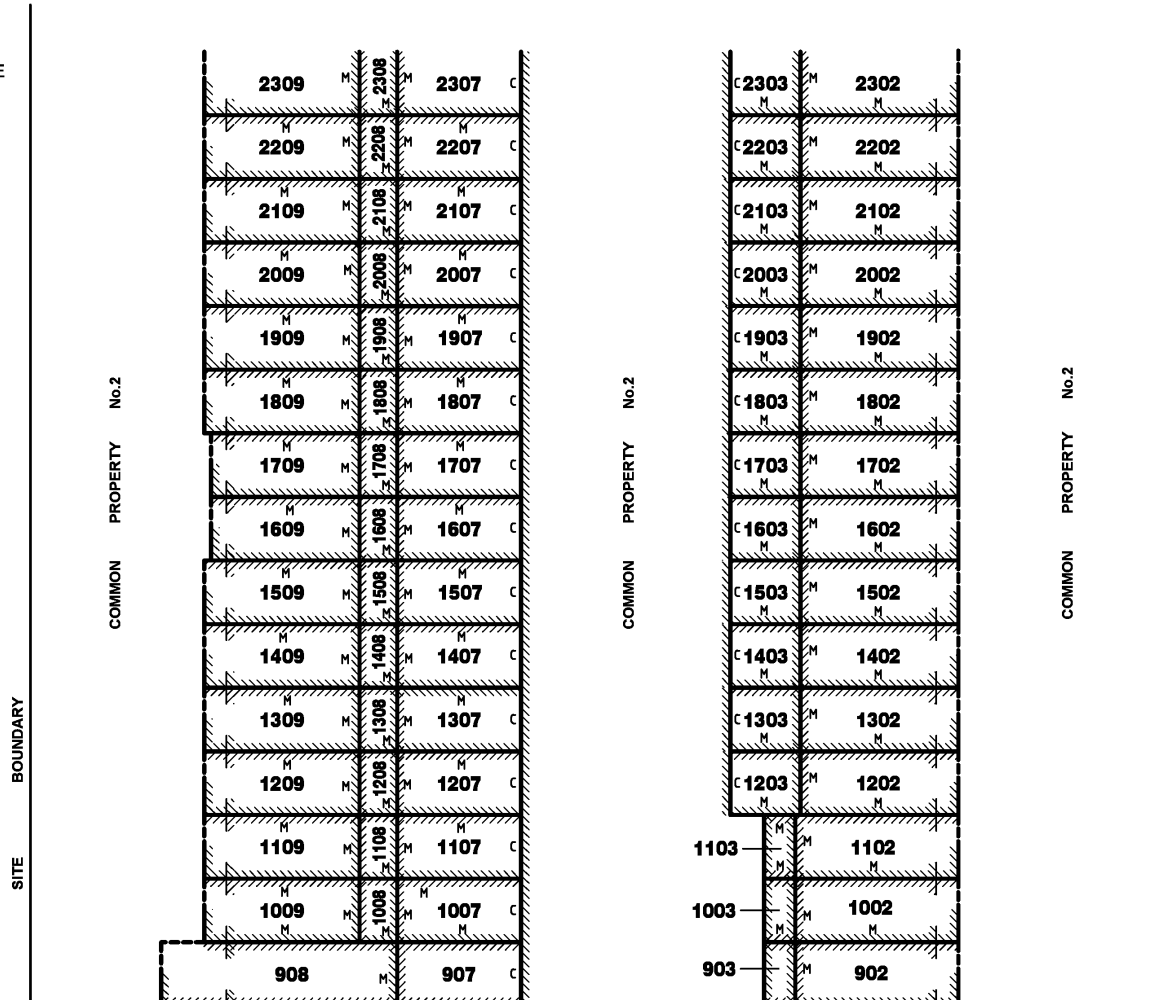 E
SITE BOUNDARY
COMMON PROPERTY No.2
COMMON PROPERTY No.2
COMMON PROPERTY No.2
2309 M 2308 M M 2307 C
C 2303 M M 2302 M
M 2209 M 2208 M M M 2207 C
C 2203 M M 2202 M
M 2109 M 2108 M M M 2107 C
C 2103 M M 2102 M
M 2009 M 2008 M M M 2007 C
C 2003 M M 2002 M
M 1909 M 1908 M M M 1907 C
C 1903 M M 1902 M
M 1809 M 1808 M M M 1807 C
C 1803 M M 1802 M
M 1709 M 1708 M M M 1707 C
C 1703 M M 1702 M
M 1609 M 1608 M M M 1607 C
C 1603 M M 1602 M
M 1509 M 1508 M M M 1507 C
C 1503 M M 1502 M
M 1409 M 1408 M M M 1407 C
C 1403 M M 1402 M
M 1309 M 1308 M M M 1307 C
C 1303 M M 1302 M
M 1209 M 1208 M M M 1207 C
C 1203 M M 1202 M
M 1109 M 1108 M M 1107 C
1103 M M M 1102 M
M 1009 M M 1008 M M M 1007 M C
1003 M M 1002 M
908 M 907 C
903 M 902